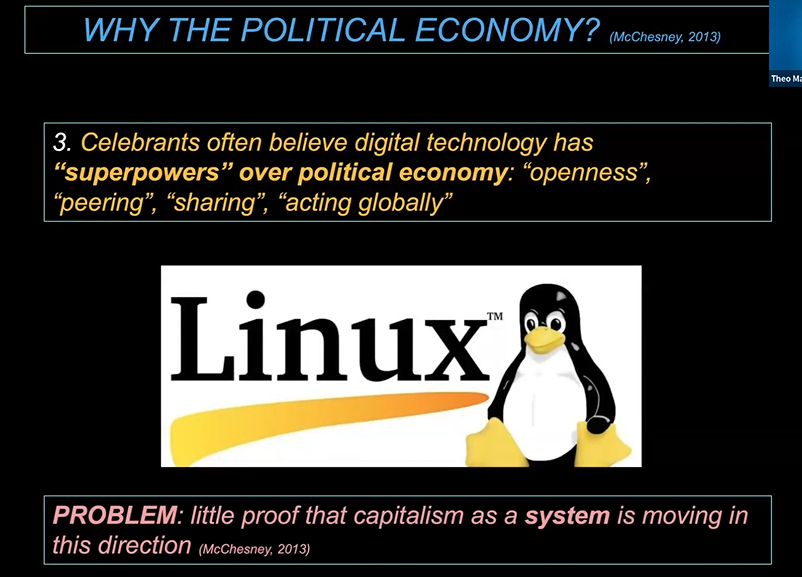 WHY THE POLITICAL ECONOMY? (McChesney, 2013)
Theo Ma
3. Celebrants often believe digital technology has
“superpowers” over political economy: “openness”,
“peering”, “sharing”, “acting globally”
Linux™
PROBLEM: little proof that capitalism as a system is moving in
this direction (McChesney, 2013)